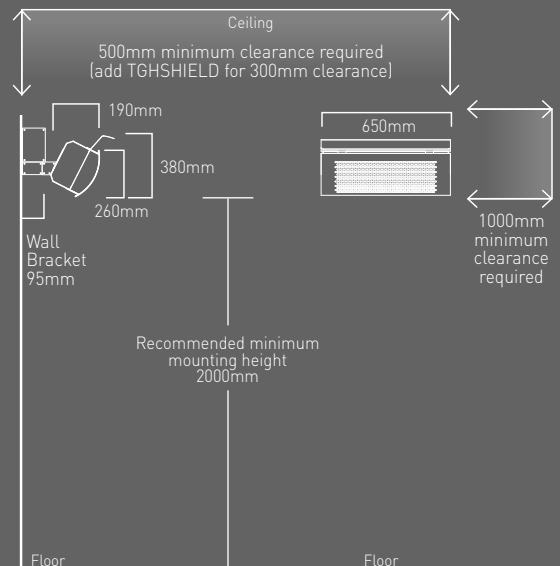 Ceiling
500mm minimum clearance required
(add TGHSHIELD for 300mm clearance)
190mm
380mm
260mm
Wall
Bracket
95mm
650mm
1000mm
minimum
clearance
required
Recommended minimum
mounting height
2000mm
Floor
Floor